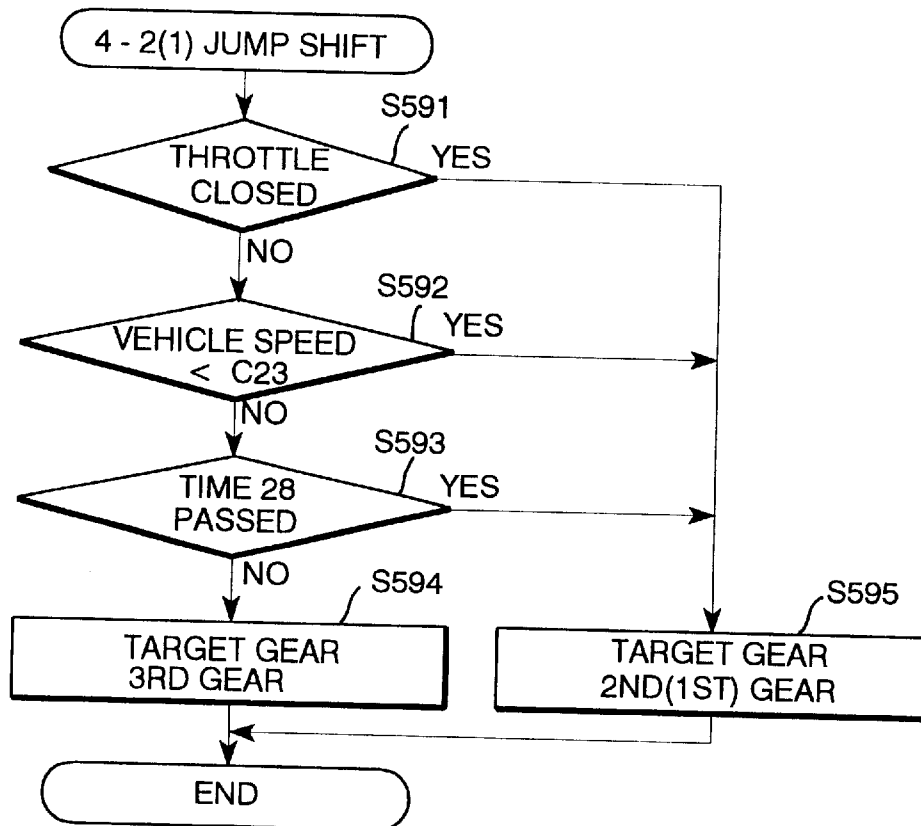 4 - 2(1) JUMP SHIFT
S591
THROTTLE
CLOSED
YES
NO
S592
VEHICLE SPEED
< C23
YES
NO
S593
TIME 28
PASSED
YES
NO
S594
TARGET GEAR
3RD GEAR
S595
TARGET GEAR
2ND(1ST) GEAR
END